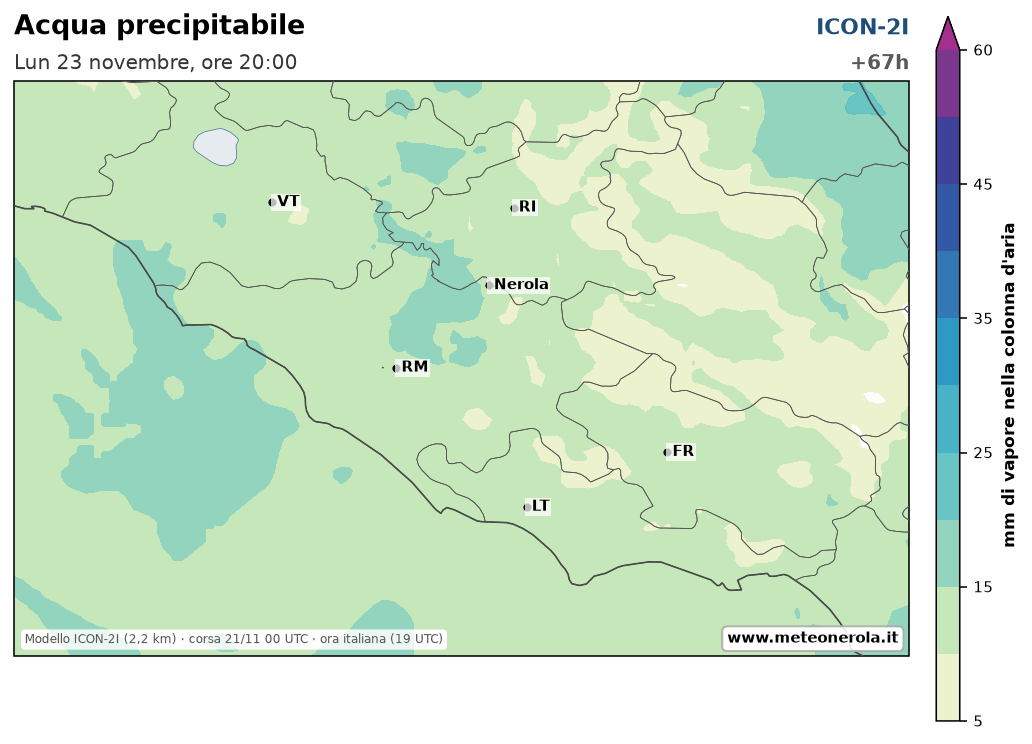 Acqua precipitabile
ICON-2I
Lun 23 novembre, ore 20:00
+67h
60
45
35
25
15
5
mm di vapore nella colonna d'aria
VT
RI
Nerola
RM
FR
LT
Modello ICON-2I (2,2 km) · corsa 21/11 00 UTC · ora italiana (19 UTC)
www.meteonerola.it